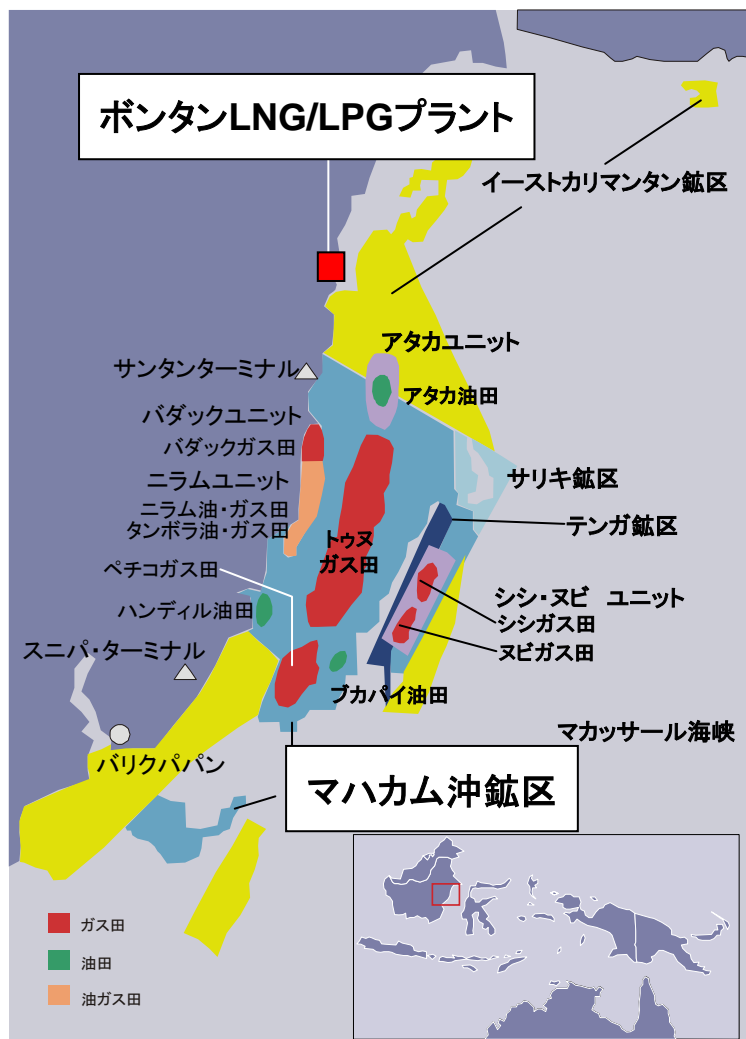 ボンタンLNG/LPGプラント
イーストカリマンタン鉱区
アタカユニット
サンタンターミナル
アタカ油田
バダックユニット
バダックガス田
ニラムユニット
サリキ鉱区
ニラム油・ガス田
タンボラ油・ガス田
テンガ鉱区
トゥヌ
ガス田
ペチコガス田
シシ・ヌビ ユニット
ハンディル油田
シシガス田
スニパ・ターミナル
ヌビガス田
ブカパイ油田
マカッサール海峡
バリクパパン
マハカム沖鉱区
ガス田
油田
油ガス田